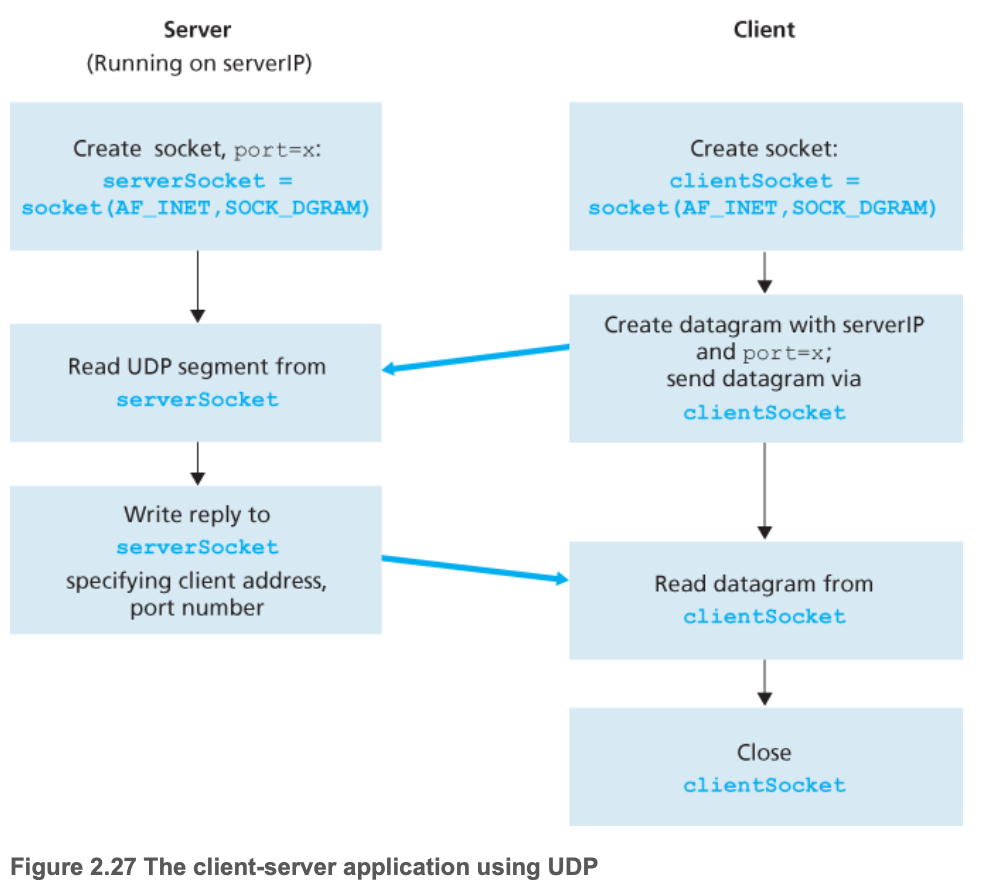 Server
(Running on serverIP)
Create socket, port=x:
serverSocket =
socket(AF_INET,SOCK_DGRAM)
Read UDP segment from
serverSocket
Write reply to
serverSocket
specifying client address,
port number
Client
Create socket:
clientSocket =
socket(AF_INET,SOCK_DGRAM)
Create datagram with serverIP
and port=x;
send datagram via
clientSocket
Read datagram from
clientSocket
Close
clientSocket
Figure 2.27 The client-server application using UDP